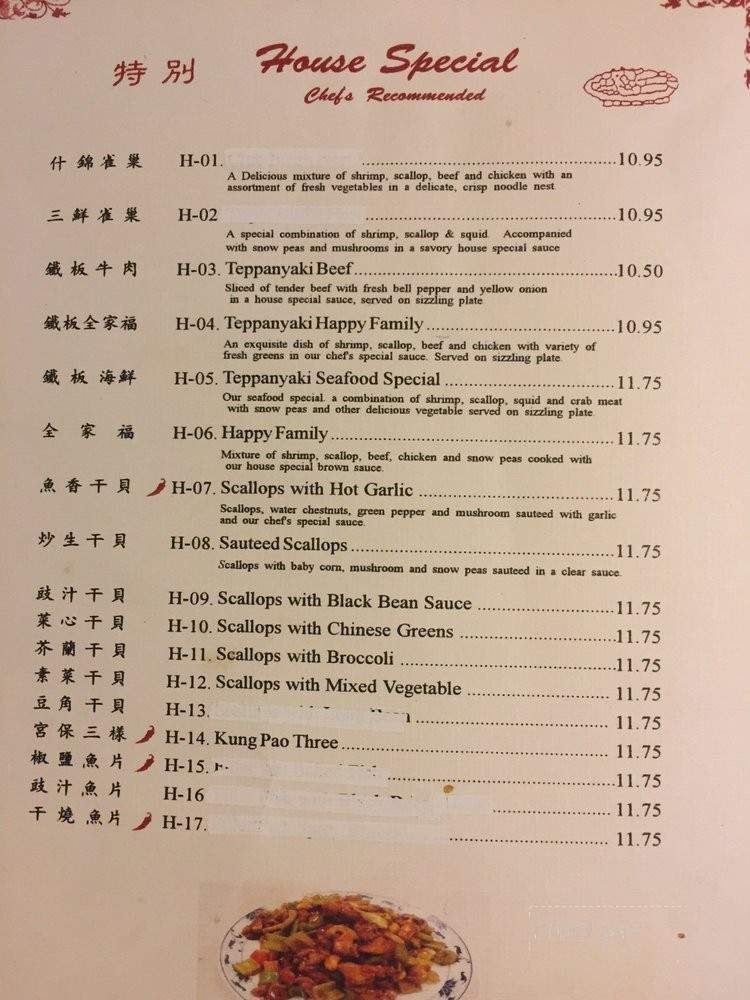 特別 House Special
Chef's Recommended
什錦雀巢 H-01. 10.95
A Delicious mixture of shrimp, scallop, beef and chicken with an
assortment of fresh vegetables in a delicate, crisp noodle nest
三鮮雀巢 H-02 10.95
A special combination of shrimp, scallop & squid. Accompanied
with snow peas and mushrooms in a savory house special sauce
鐵板牛肉 H-03. Teppanyaki Beef 10.50
Sliced of tender beef with fresh bell pepper and yellow onion
in a house special sauce, served on sizzling plate
鐵板全家福 H-04. Teppanyaki Happy Family 10.95
An exquisite dish of shrimp, scallop, beef and chicken with variety of
fresh greens in our chef's special sauce. Served on sizzling plate.
鐵板海鮮 H-05. Teppanyaki Seafood Special 11.75
Our seafood special. a combination of shrimp, scallop, squid and crab meat
with snow peas and other delicious vegetable served on sizzling plate.
全家福 H-06. Happy Family 11.75
Mixture of shrimp, scallop, beef, chicken and snow peas cooked with
our house special brown sauce.
魚香干貝 H-07. Scallops with Hot Garlic 11.75
Scallops, water chestnuts, green pepper and mushroom sauteed with garlic
and our chef's special sauce.
炒生干貝 H-08. Sauteed Scallops 11.75
Scallops with baby corn, mushroom and snow peas sauteed in a clear sauce.
豉汁干貝 H-09. Scallops with Black Bean Sauce 11.75
菜心干貝 H-10. Scallops with Chinese Greens 11.75
芥蘭干貝 H-11. Scallops with Broccoli 11.75
素菜干貝 H-12. Scallops with Mixed Vegetable 11.75
豆角干貝 H-13. 11.75
宮保三樣 H-14. Kung Pao Three 11.75
椒鹽魚片 H-15. 11.75
豉汁魚片 H-16 11.75
干燒魚片 H-17. 11.75